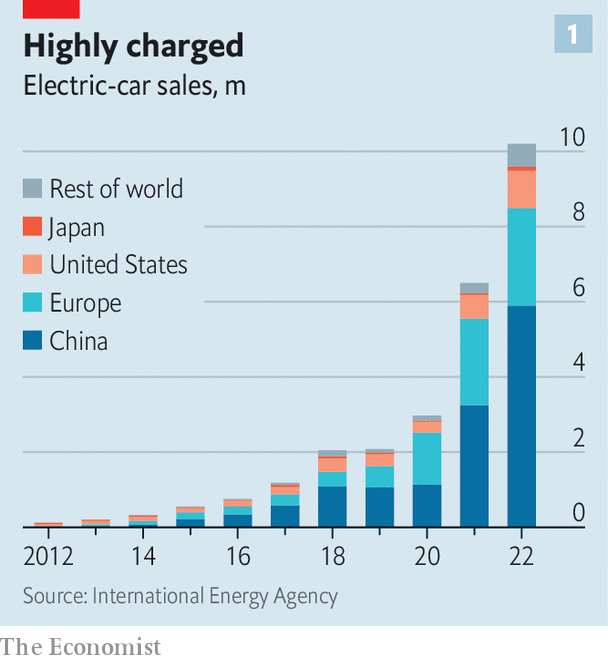 Highly charged
1
Electric-car sales, m
10
Rest of world
8
Japan
United States
6
Europe
China
4
2
0
2012 14 16 18 20 22
Source: International Energy Agency
The Economist